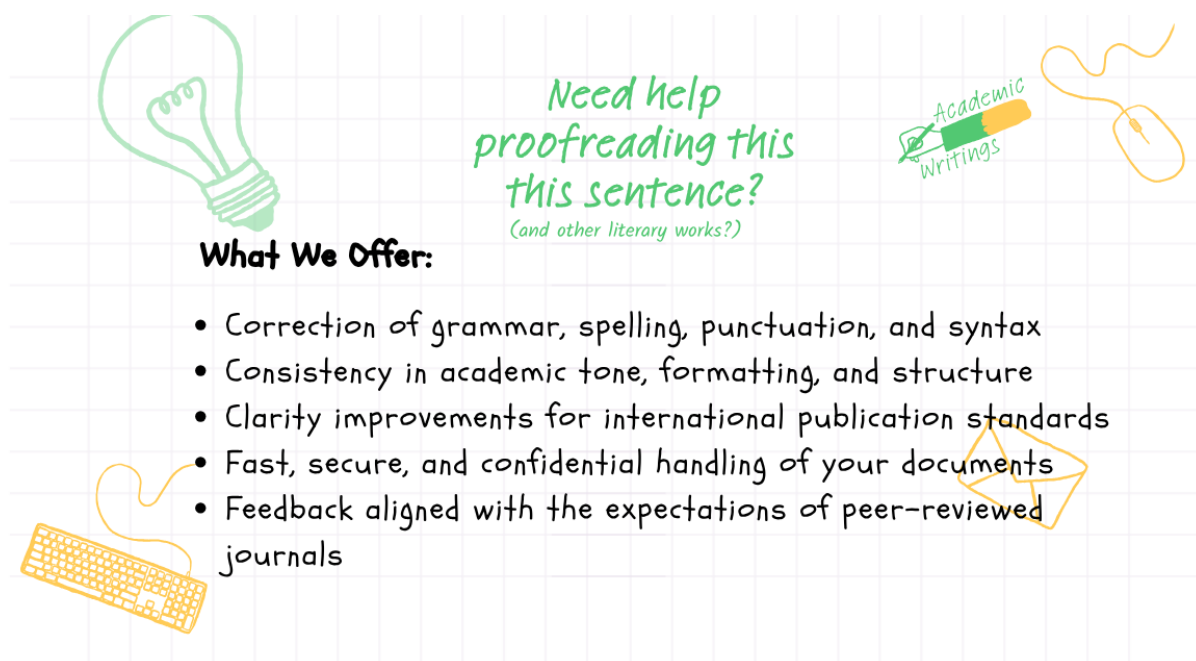 Need help
proofreading this
this sentence?
(and other literary works?)
Academic
Writings
What We Offer:
• Correction of grammar, spelling, punctuation, and syntax
• Consistency in academic tone, formatting, and structure
• Clarity improvements for international publication standards
• Fast, secure, and confidential handling of your documents
• Feedback aligned with the expectations of peer-reviewed
journals